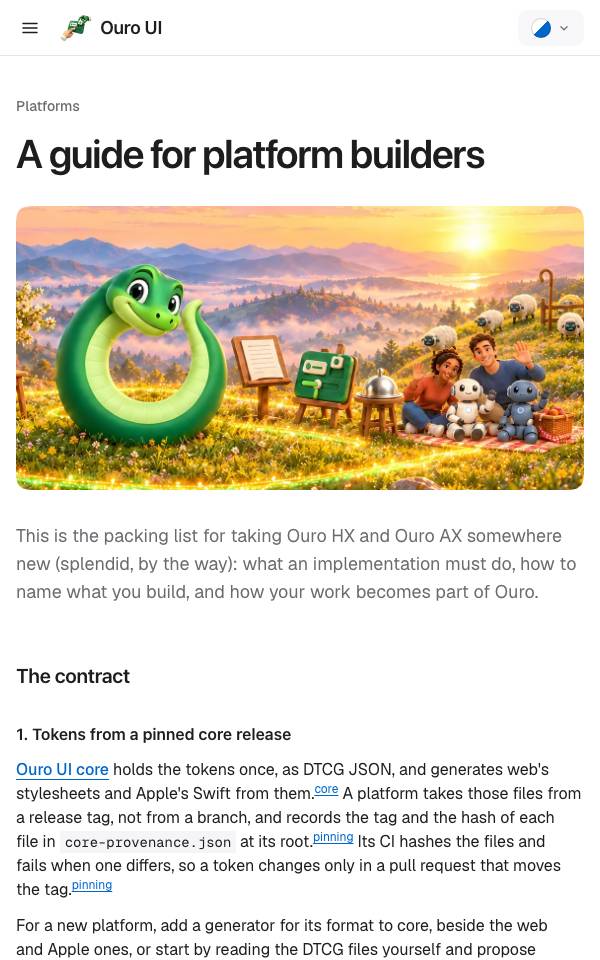 Ouro UI
Platforms
A guide for platform builders
This is the packing list for taking Ouro HX and Ouro AX somewhere
new (splendid, by the way): what an implementation must do, how to
name what you build, and how your work becomes part of Ouro.
The contract
1. Tokens from a pinned core release
Ouro UI core holds the tokens once, as DTCG JSON, and generates web's
stylesheets and Apple's Swift from them.core A platform takes those files from
a release tag, not from a branch, and records the tag and the hash of each
file in core-provenance.json at its root.pinning Its CI hashes the files and
fails when one differs, so a token changes only in a pull request that moves
the tag.pinning
For a new platform, add a generator for its format to core, beside the web
and Apple ones, or start by reading the DTCG files yourself and propose